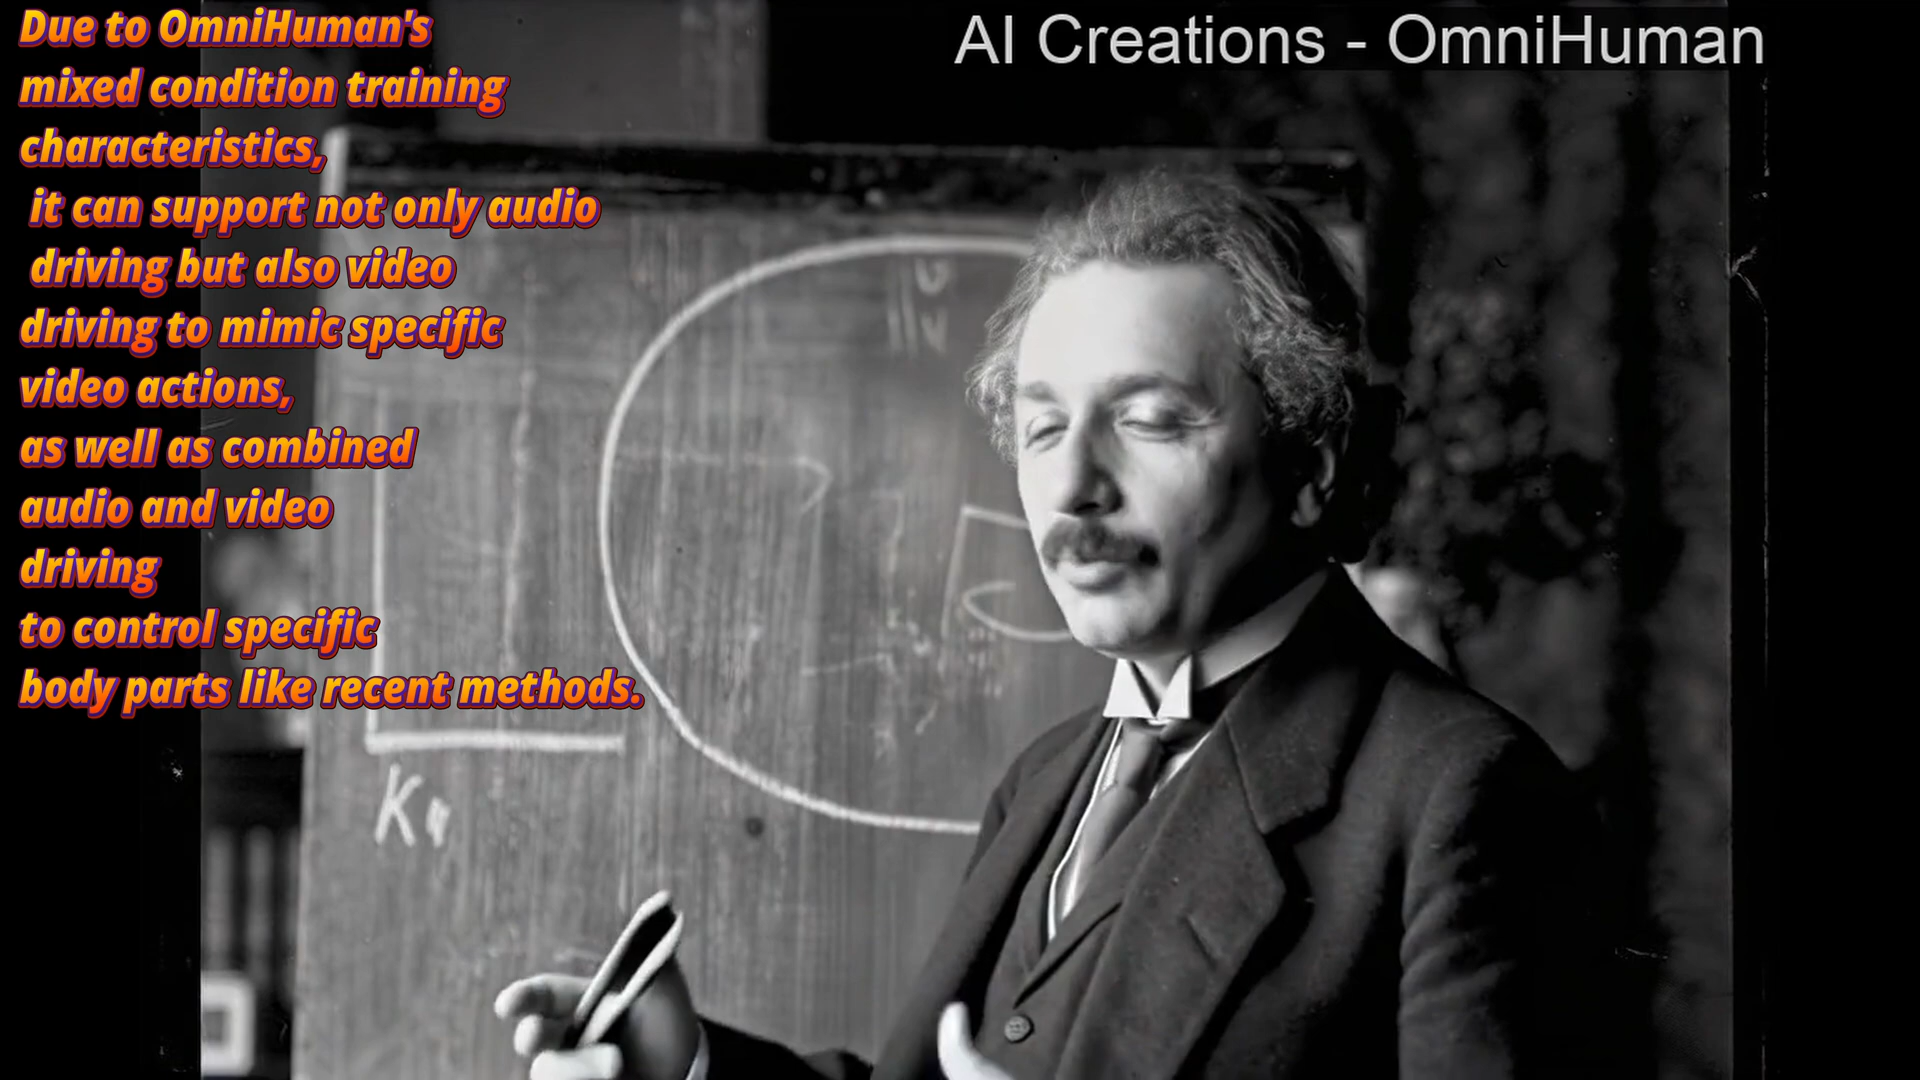 Due to OmniHuman's
mixed condition training
characteristics,
it can support not only audio
driving but also video
driving to mimic specific
video actions,
as well as combined
audio and video
driving
to control specific
body parts like recent methods.
AI Creations - OmniHuman